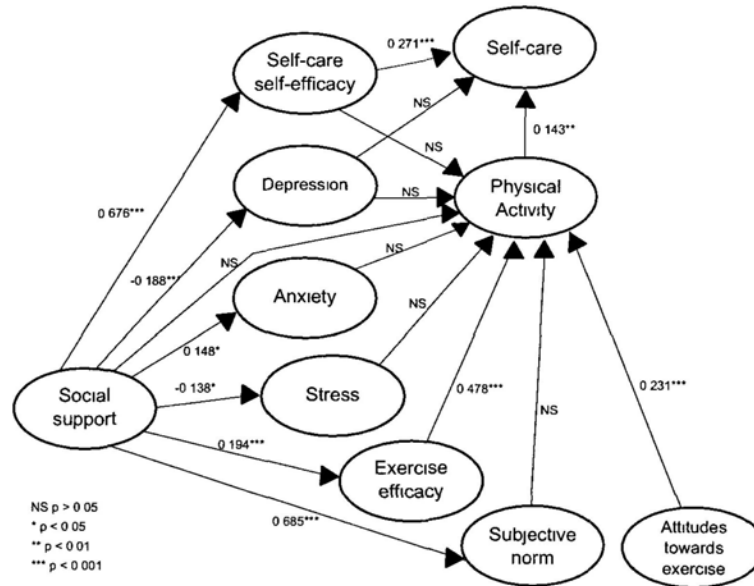 Self-care
self-efficacy
0 271***
Self-care
NS
NS
0 143**
Depression
NS
Physical
Activity
0 676***
-0 188***
NS
NS
Anxiety
0 148*
NS
Social
support
-0 138*
Stress
0 478***
0 231***
NS
0 194***
Exercise
efficacy
0 685***
Subjective
norm
Attitudes
towards
exercise
NS p > 0 05
* p < 0 05
** p < 0 01
*** p < 0 001